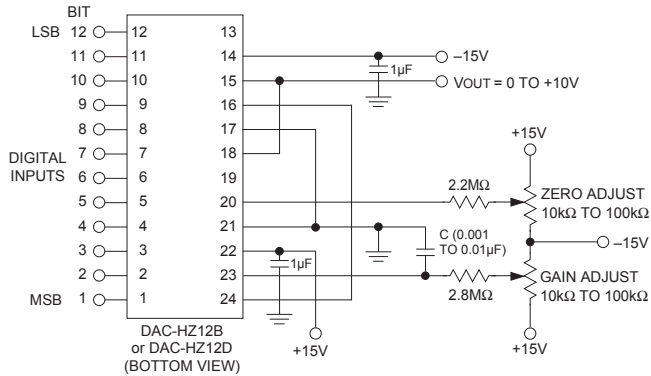 BIT
LSB 12 12 13
11 11 14 –15V
1µF
10 10 15 VOUT = 0 TO +10V
9 9 16
8 8 17
+15V
DIGITAL INPUTS
7 7 18
6 6 19
5 5 20 2.2MΩ ZERO ADJUST
10kΩ TO 100kΩ
4 4 21
C (0.001
TO 0.01µF)
–15V
3 3 22
1µF
2 2 23 2.8MΩ GAIN ADJUST
10kΩ TO 100kΩ
MSB 1 1 24
+15V
+15V
DAC-HZ12B
or DAC-HZ12D
(BOTTOM VIEW)